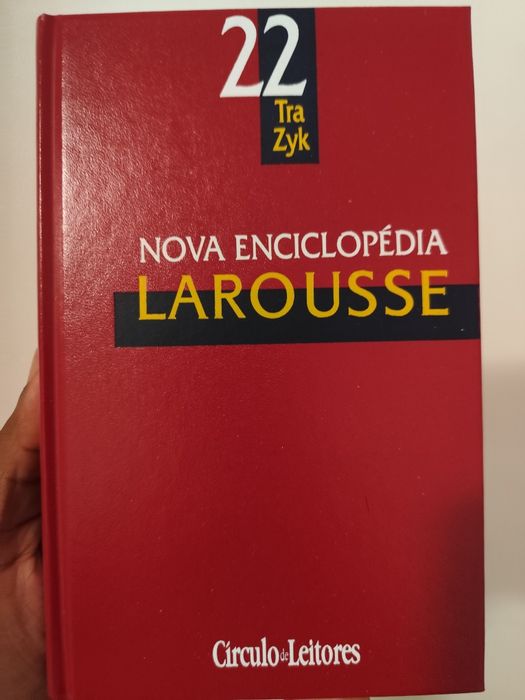 22
Tra
Zyk
NOVA ENCICLOPÉDIA
LAROUSSE
Círculo de Leitores